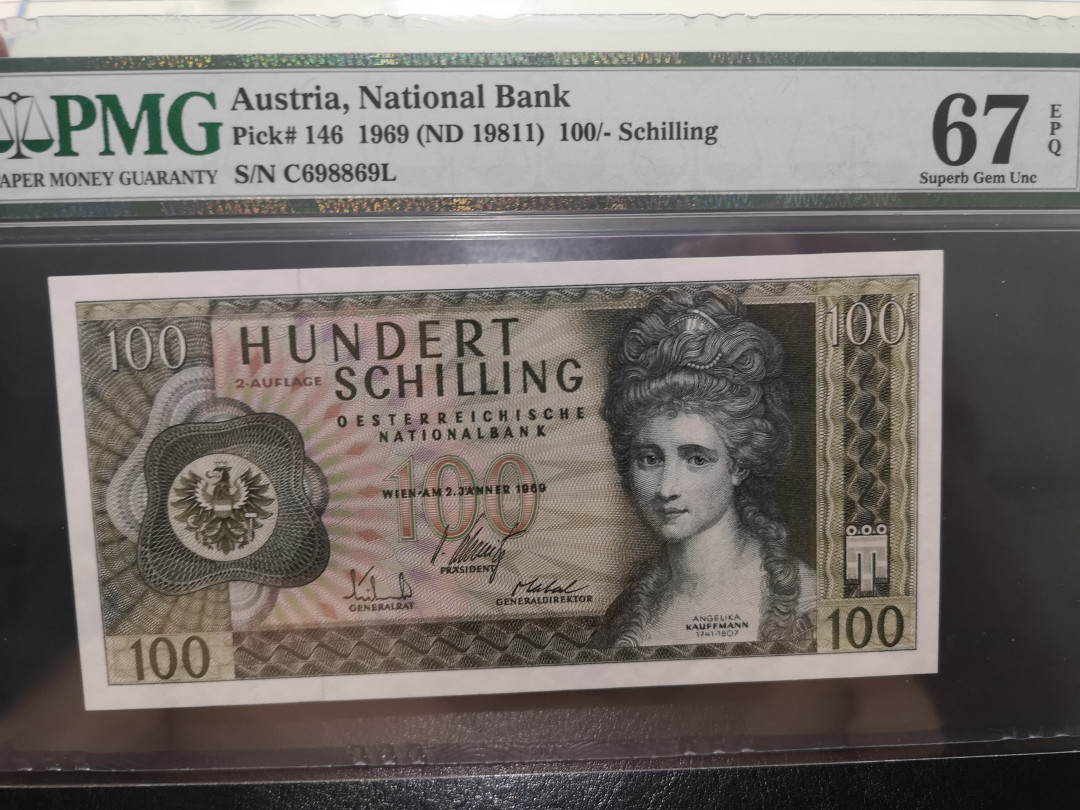 PMG
APER MONEY GUARANTY
Austria, National Bank
Pick# 146 1969 (ND 19811) 100/- Schilling
S/N C698869L
67
EPQ
Superb Gem Unc
100
HUNDERT
2·AUFLAGE SCHILLING
OESTERREICHISCHE
NATIONALBANK
100
WIEN·AM 2.JÄNNER 1969
PRÄSIDENT
GENERALRAT
GENERALDIREKTOR
ANGELIKA
KAUFFMANN
1741-1807
100
100
100